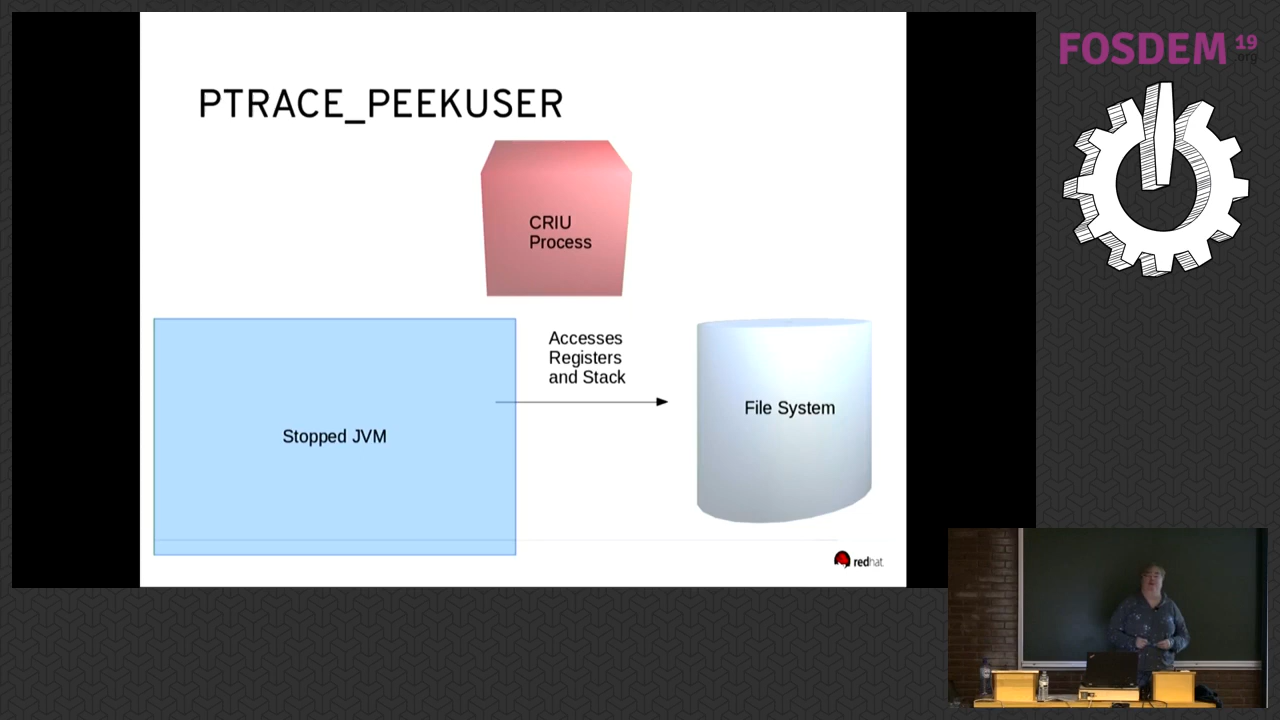 PTRACE_PEEKUSER
CRIU
Process
Accesses
Registers
and Stack
Stopped JVM
File System
redhat
FOSDEM 19
.org